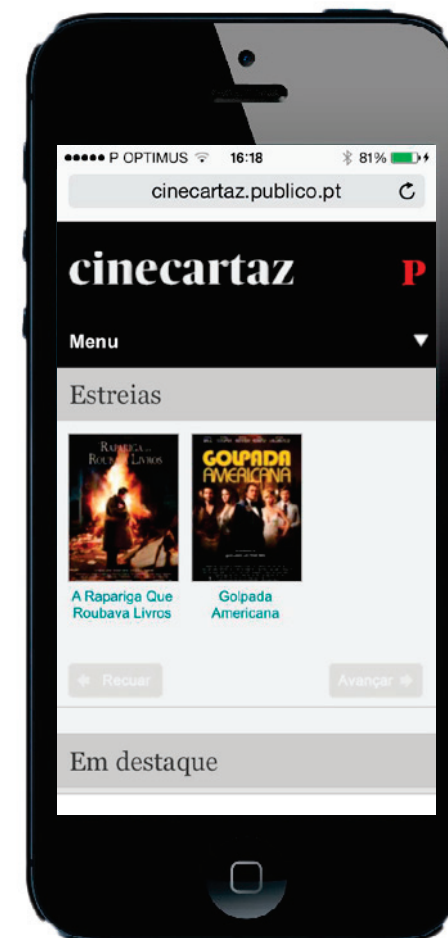 P OPTIMUS 16:18 81%
cinecartaz.publico.pt
cinecartaz P
Menu
Estreias
RAPARIGA QUE
ROUBAVA LIVROS
GOLPADA
AMERICANA
A Rapariga Que
Roubava Livros
Golpada
Americana
Recuar
Avançar
Em destaque